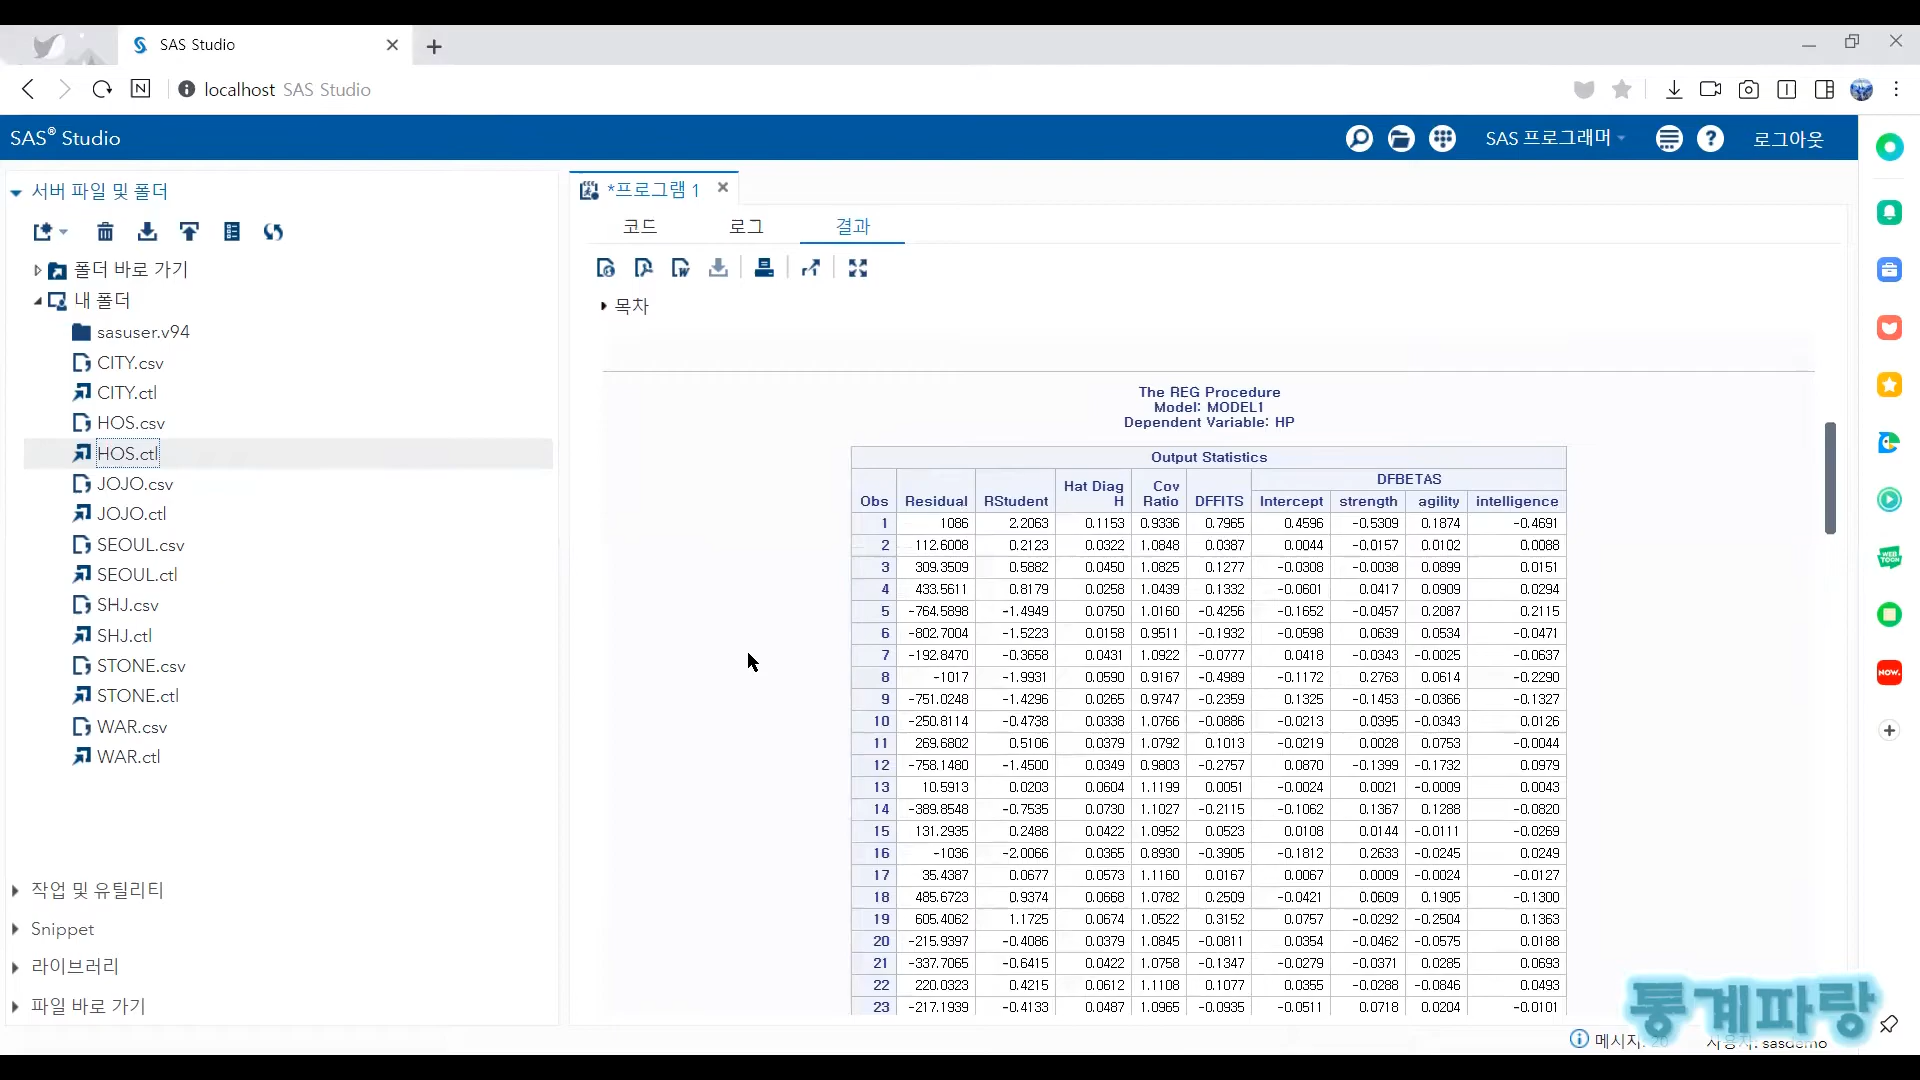 SAS Studio
localhost SAS Studio
SAS® Studio
SAS 프로그래머
로그아웃
서버 파일 및 폴더
폴더 바로 가기
내 폴더
sasuser.v94
CITY.csv
CITY.ctl
HOS.csv
HOS.ctl
JOJO.csv
JOJO.ctl
SEOUL.csv
SEOUL.ctl
SHJ.csv
SHJ.ctl
STONE.csv
STONE.ctl
WAR.csv
WAR.ctl
작업 및 유틸리티
Snippet
라이브러리
파일 바로 가기
*프로그램 1
코드 로그 결과
목차
The REG Procedure
Model: MODEL1
Dependent Variable: HP
Output Statistics
Obs Residual RStudent Hat Diag H Cov Ratio DFFITS DFBETAS
Intercept strength agility intelligence
1 1086 2.2063 0.1153 0.9336 0.7965 0.4596 -0.5309 0.1874 -0.4691
2 112.6008 0.2123 0.0322 1.0848 0.0387 0.0044 -0.0157 0.0102 0.0088
3 309.3509 0.5882 0.0450 1.0825 0.1277 -0.0308 -0.0038 0.0899 0.0151
4 433.5611 0.8179 0.0258 1.0439 0.1332 -0.0601 0.0417 0.0909 0.0294
5 -764.5898 -1.4949 0.0750 1.0160 -0.4256 -0.1652 -0.0457 0.2087 0.2115
6 -802.7004 -1.5223 0.0158 0.9511 -0.1932 -0.0598 0.0639 0.0534 -0.0471
7 -192.8470 -0.3658 0.0431 1.0922 -0.0777 0.0418 -0.0343 -0.0025 -0.0637
8 -1017 -1.9931 0.0590 0.9167 -0.4989 -0.1172 0.2763 0.0614 -0.2290
9 -751.0248 -1.4296 0.0265 0.9747 -0.2359 0.1325 -0.1453 -0.0366 -0.1327
10 -250.8114 -0.4738 0.0338 1.0766 -0.0886 -0.0213 0.0395 -0.0343 0.0126
11 269.6802 0.5106 0.0379 1.0792 0.1013 -0.0219 0.0028 0.0753 -0.0044
12 -758.1480 -1.4500 0.0349 0.9803 -0.2757 0.0870 -0.1399 -0.1732 0.0979
13 10.5913 0.0203 0.0604 1.1199 0.0051 -0.0024 0.0021 -0.0009 0.0043
14 -389.8548 -0.7535 0.0730 1.1027 -0.2115 -0.1062 0.1367 0.1288 -0.0820
15 131.2935 0.2488 0.0422 1.0952 0.0523 0.0108 0.0144 -0.0111 -0.0269
16 -1036 -2.0066 0.0365 0.8930 -0.3905 -0.1812 0.2633 -0.0245 0.0249
17 35.4387 0.0677 0.0573 1.1160 0.0167 0.0067 0.0009 -0.0024 -0.0127
18 485.6723 0.9374 0.0668 1.0782 0.2509 -0.0421 0.0609 0.1905 -0.1300
19 605.4062 1.1725 0.0674 1.0522 0.3152 0.0757 -0.0292 -0.2504 0.1363
20 -215.9397 -0.4086 0.0379 1.0845 -0.0811 0.0354 -0.0462 -0.0575 0.0188
21 -337.7065 -0.6415 0.0422 1.0758 -0.1347 -0.0279 -0.0371 0.0285 0.0693
22 220.0323 0.4215 0.0612 1.1108 0.1077 0.0355 -0.0288 -0.0846 0.0493
23 -217.1939 -0.4133 0.0487 1.0965 -0.0935 -0.0511 0.0718 0.0204 -0.0101
통계파랑
메시지: 20
사용자: sasdemo
WEB TOON
NOW.